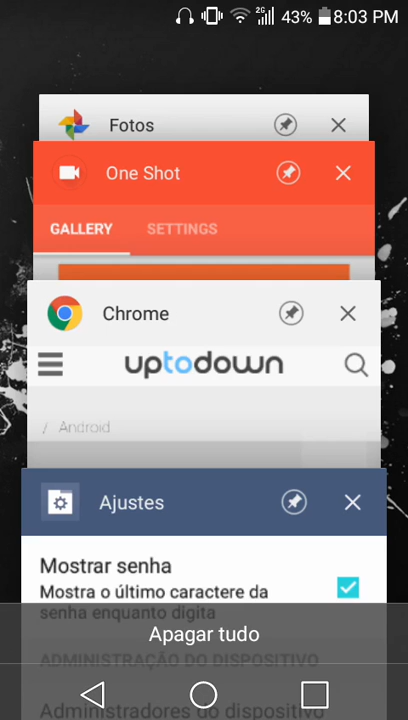 2G 43% 8:03 PM
Fotos
One Shot
GALLERY SETTINGS
Chrome
uptodown
/ Android
Ajustes
Mostrar senha
Mostra o último caractere da
senha enquanto digita
Apagar tudo
ADMINISTRAÇÃO DO DISPOSITIVO
Administradores do dispositivo